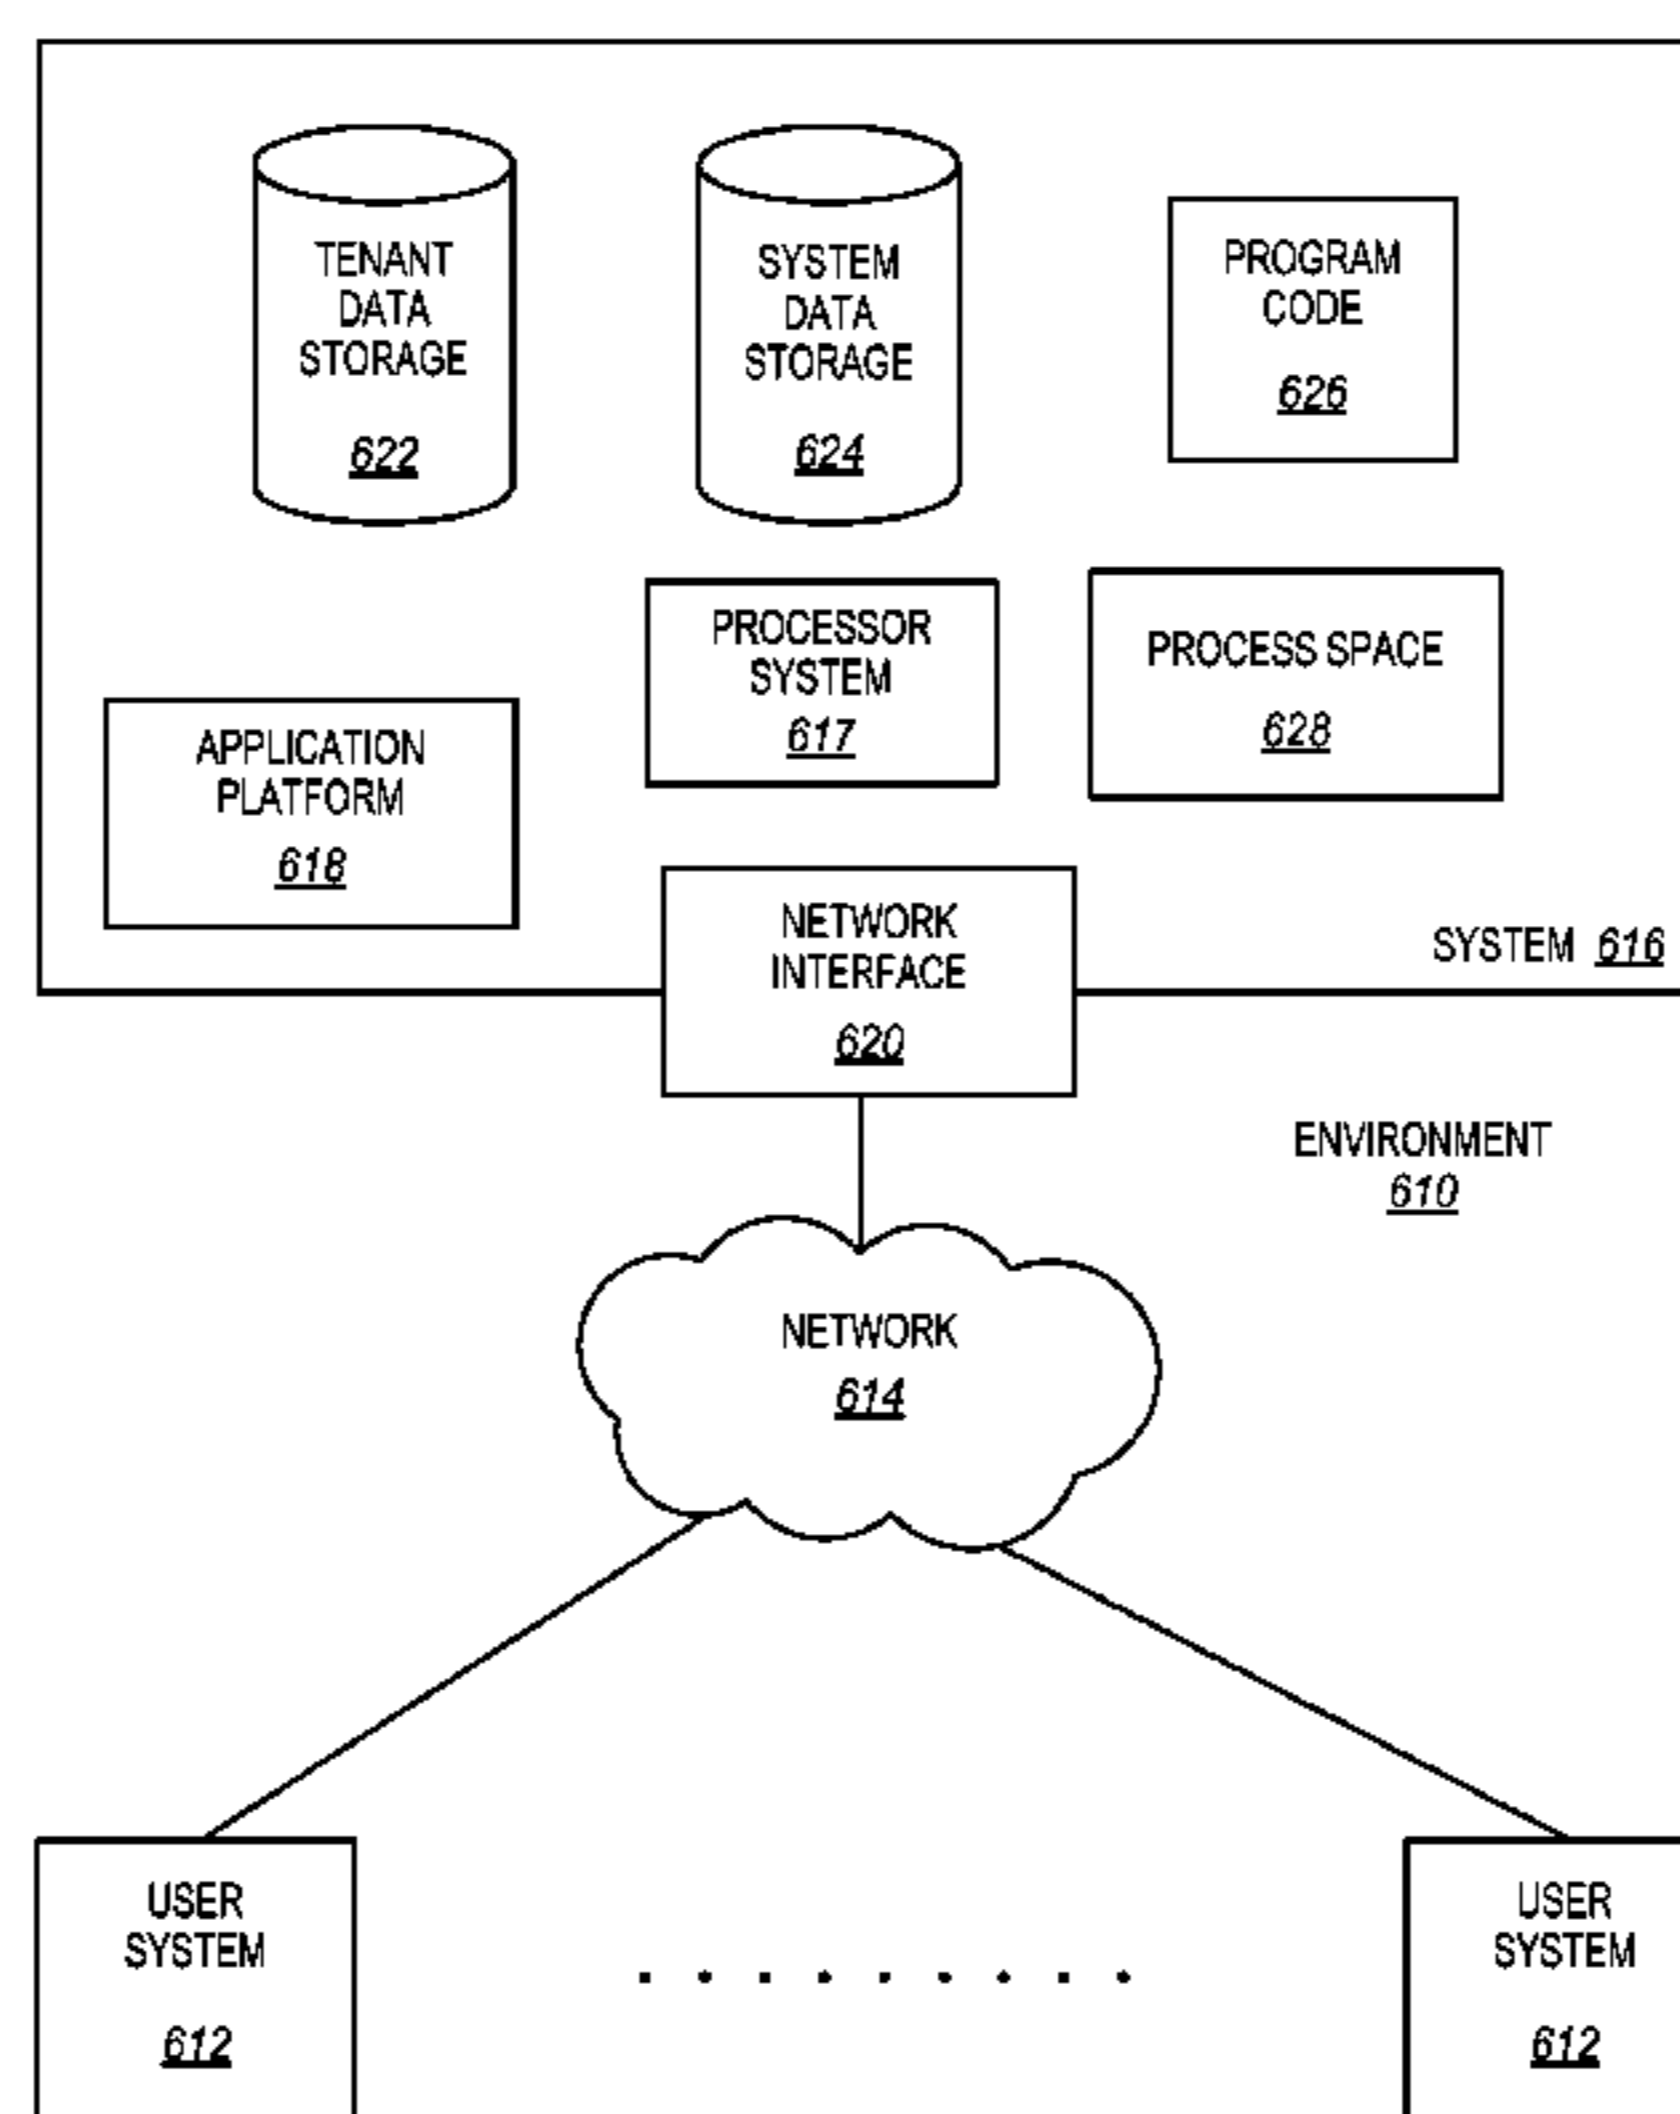 TENANT
DATA
STORAGE
622
SYSTEM
DATA
STORAGE
624
PROGRAM
CODE
626
PROCESSOR
SYSTEM
617
PROCESS SPACE
628
APPLICATION
PLATFORM
618
NETWORK
INTERFACE
620
SYSTEM 616
ENVIRONMENT
610
NETWORK
614
USER
SYSTEM
612
USER
SYSTEM
612